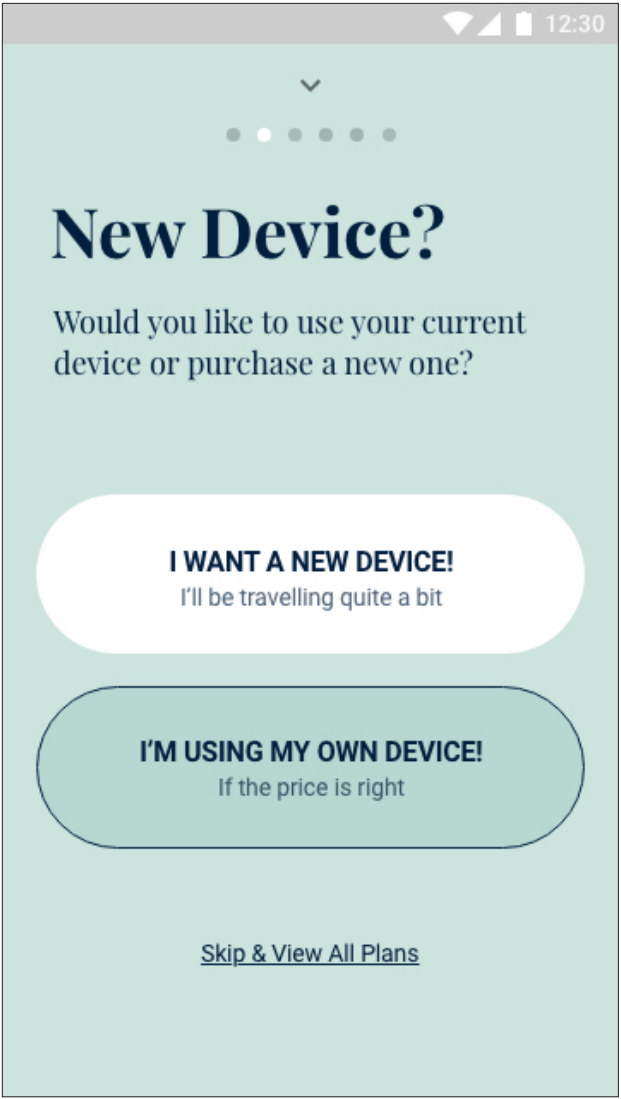 12:30
New Device?
Would you like to use your current
device or purchase a new one?
I WANT A NEW DEVICE!
I’ll be travelling quite a bit
I’M USING MY OWN DEVICE!
If the price is right
Skip & View All Plans